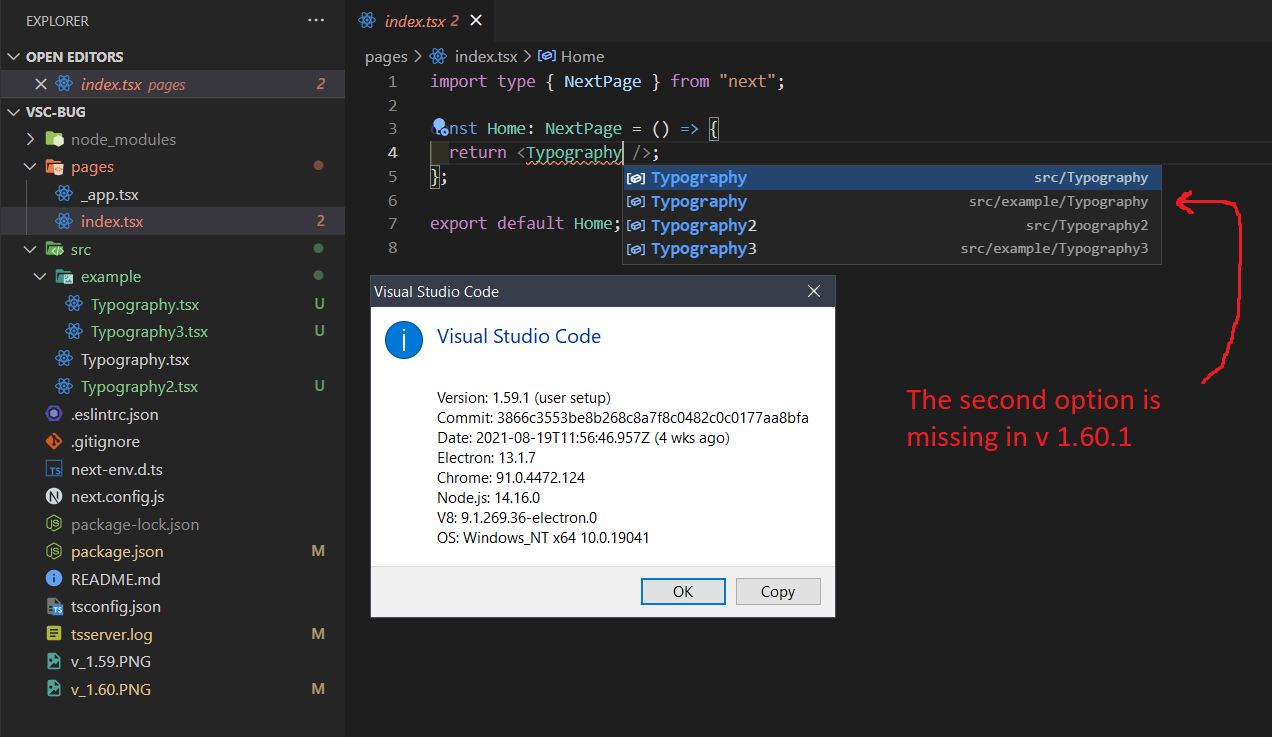 EXPLORER
···
OPEN EDITORS
index.tsx pages 2
VSC-BUG
node_modules
pages
_app.tsx
index.tsx 2
src
example
Typography.tsx U
Typography3.tsx U
Typography.tsx
Typography2.tsx U
.eslintrc.json
.gitignore
next-env.d.ts
next.config.js
package-lock.json
package.json M
README.md
tsconfig.json
tsserver.log M
v_1.59.PNG
v_1.60.PNG M
index.tsx 2
pages > index.tsx > Home
1 import type { NextPage } from "next";
2
3 nst Home: NextPage = () => {
4 return <Typography />;
5 };
6
7 export default Home;
8
Typography src/Typography
Typography src/example/Typography
Typography2 src/Typography2
Typography3 src/example/Typography3
Visual Studio Code
Visual Studio Code
Version: 1.59.1 (user setup)
Commit: 3866c3553be8b268c8a7f8c0482c0c0177aa8bfa
Date: 2021-08-19T11:56:46.957Z (4 wks ago)
Electron: 13.1.7
Chrome: 91.0.4472.124
Node.js: 14.16.0
V8: 9.1.269.36-electron.0
OS: Windows_NT x64 10.0.19041
OK Copy
The second option is
missing in v 1.60.1